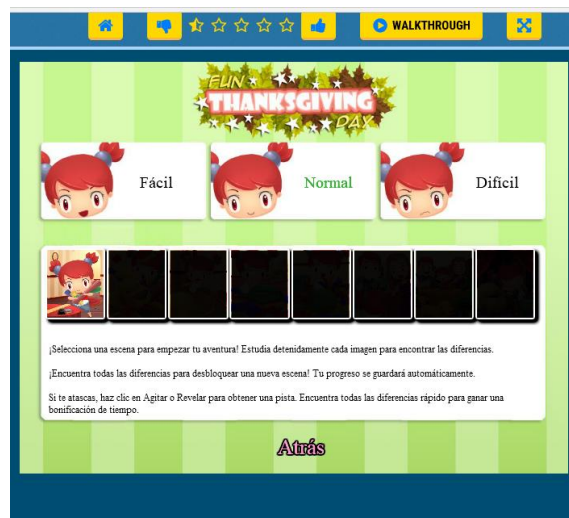 WALKTHROUGH
FUN
THANKSGIVING
DAY
Fácil
Normal
Difícil
¡Selecciona una escena para empezar tu aventura! Estudia detenidamente cada imagen para encontrar las diferencias.
¡Encuentra todas las diferencias para desbloquear una nueva escena! Tu progreso se guardará automáticamente.
Si te atascas, haz clic en Agitar o Revelar para obtener una pista. Encuentra todas las diferencias rápido para ganar una
bonificación de tiempo.
Atrás